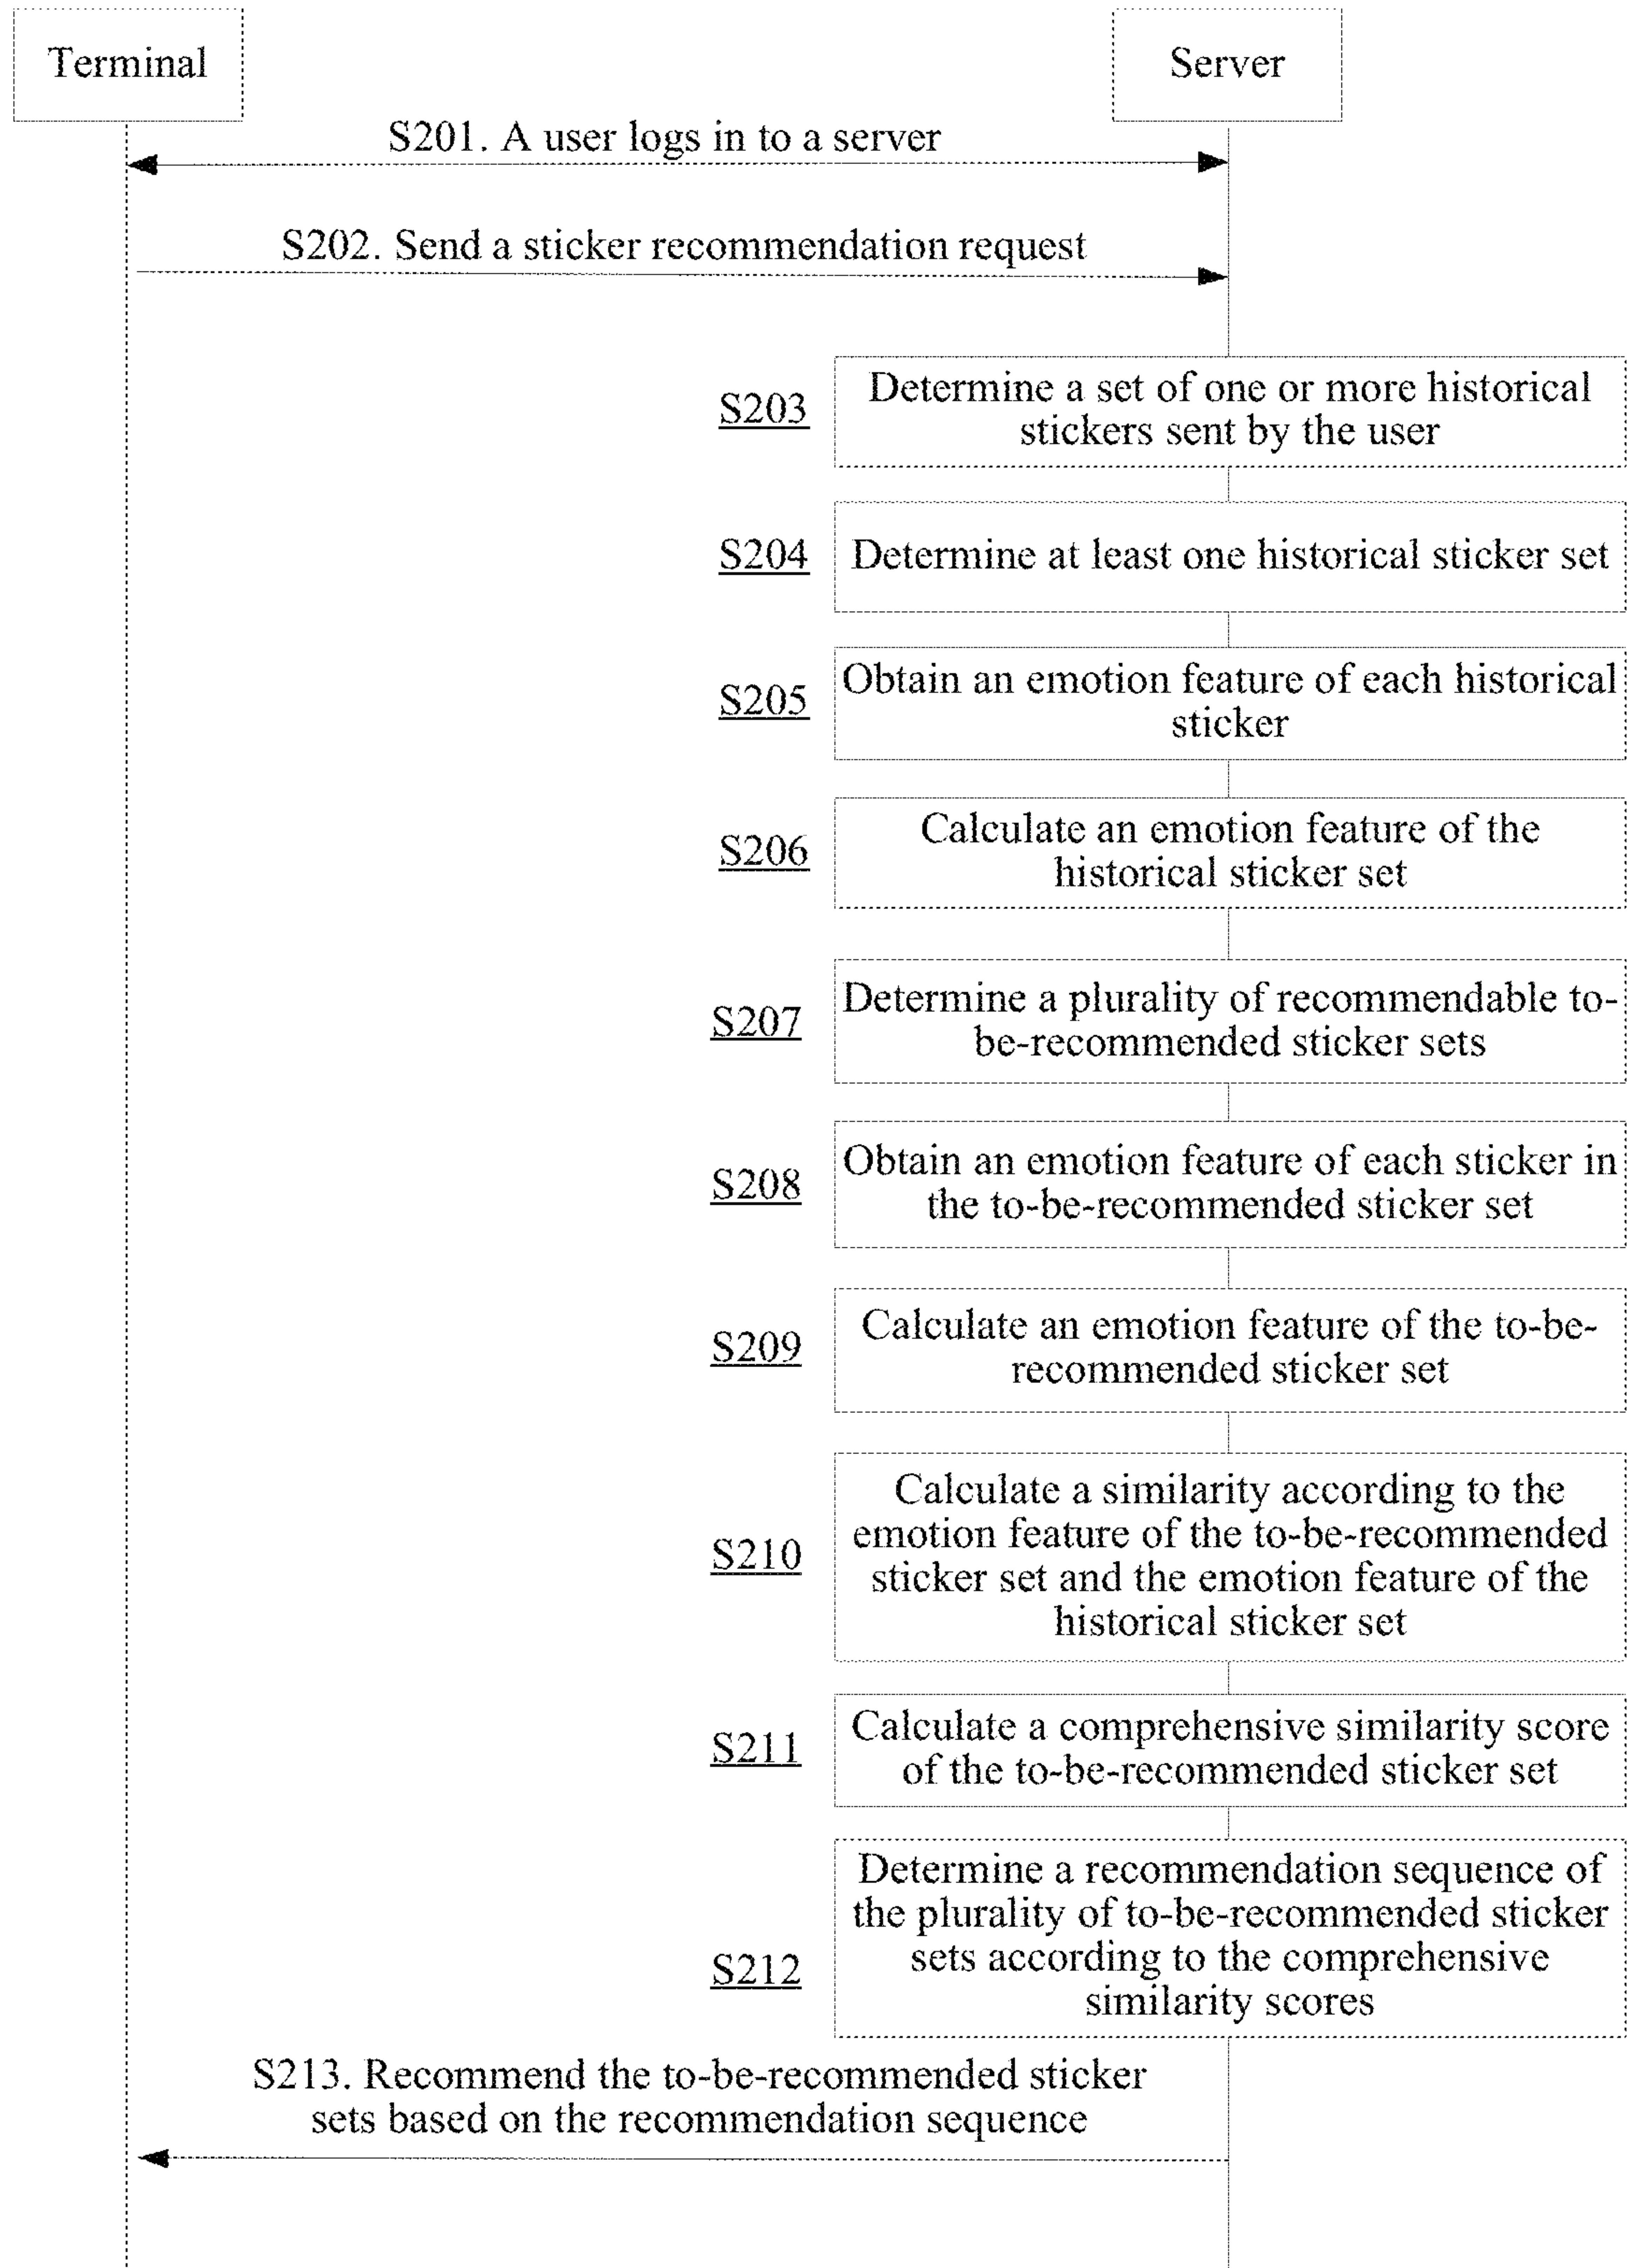 Terminal
Server
S201. A user logs in to a server
S202. Send a sticker recommendation request
S203
Determine a set of one or more historical
stickers sent by the user
S204
Determine at least one historical sticker set
S205
Obtain an emotion feature of each historical
sticker
S206
Calculate an emotion feature of the
historical sticker set
S207
Determine a plurality of recommendable to-
be-recommended sticker sets
S208
Obtain an emotion feature of each sticker in
the to-be-recommended sticker set
S209
Calculate an emotion feature of the to-be-
recommended sticker set
S210
Calculate a similarity according to the
emotion feature of the to-be-recommended
sticker set and the emotion feature of the
historical sticker set
S211
Calculate a comprehensive similarity score
of the to-be-recommended sticker set
S212
Determine a recommendation sequence of
the plurality of to-be-recommended sticker
sets according to the comprehensive
similarity scores
S213. Recommend the to-be-recommended sticker
sets based on the recommendation sequence